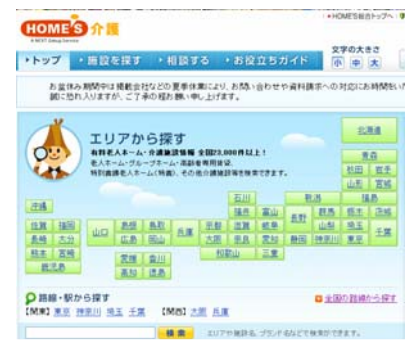 HOME'S総合トップへ
HOME'S 介護
文字の大きさ
小 中 大
トップ 施設を探す 相談する お役立ちガイド
お盆休み期間中は掲載会社などの夏季休業により、お問い合わせや資料請求への対応にお時間をい
誠に恐れ入りますが、ご了承の程お願い申し上げます。
エリアから探す
有料老人ホーム・介護施設情報 全国23,000件以上!
老人ホーム・グループホーム・高齢者専用賃貸、
特別養護老人ホーム(特養)、その他介護施設等を検索できます。
北海道
青森
秋田 岩手
山形 宮城
石川 新潟 福島
沖縄 福井 富山 長野 群馬 栃木 茨城
佐賀 福岡 山口 島根 鳥取 兵庫 京都 滋賀 岐阜 山梨 埼玉 千葉
長崎 大分 広島 岡山 大阪 奈良 愛知 静岡 神奈川 東京
熊本 宮崎 愛媛 香川 和歌山 三重
鹿児島 高知 徳島
路線・駅から探す
全国の路線から探す
【関東】 東京 神奈川 埼玉 千葉 【関西】 大阪 兵庫
検索 エリアや施設名、ブランド名などで検索ができます。